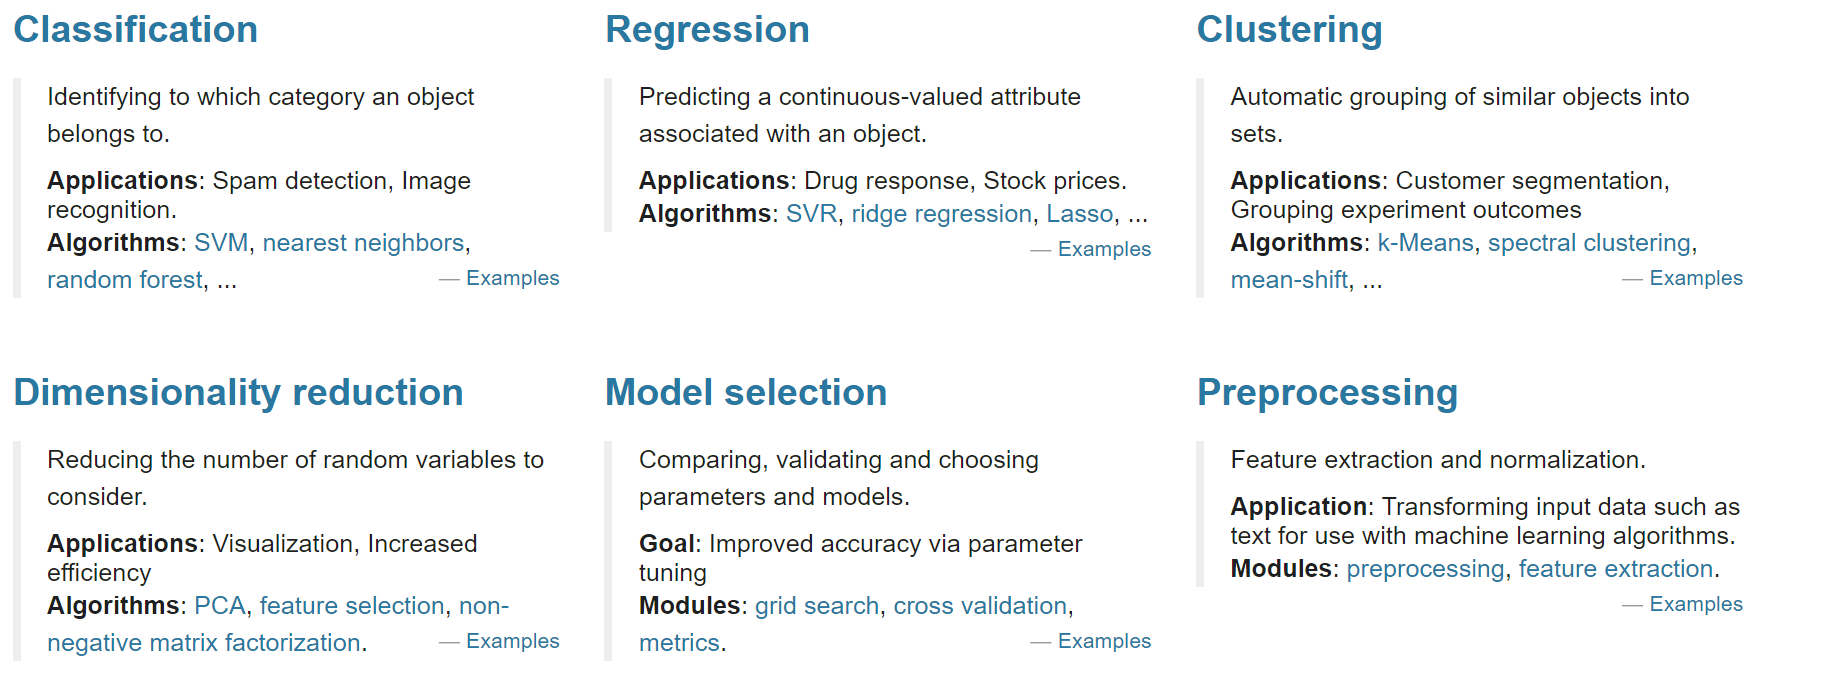 Classification
Identifying to which category an object
belongs to.
Applications: Spam detection, Image
recognition.
Algorithms: SVM, nearest neighbors,
random forest, ...
— Examples
Regression
Predicting a continuous-valued attribute
associated with an object.
Applications: Drug response, Stock prices.
Algorithms: SVR, ridge regression, Lasso, ...
— Examples
Clustering
Automatic grouping of similar objects into
sets.
Applications: Customer segmentation,
Grouping experiment outcomes
Algorithms: k-Means, spectral clustering,
mean-shift, ...
— Examples
Dimensionality reduction
Reducing the number of random variables to
consider.
Applications: Visualization, Increased
efficiency
Algorithms: PCA, feature selection, non-
negative matrix factorization.
— Examples
Model selection
Comparing, validating and choosing
parameters and models.
Goal: Improved accuracy via parameter
tuning
Modules: grid search, cross validation,
metrics.
— Examples
Preprocessing
Feature extraction and normalization.
Application: Transforming input data such as
text for use with machine learning algorithms.
Modules: preprocessing, feature extraction.
— Examples